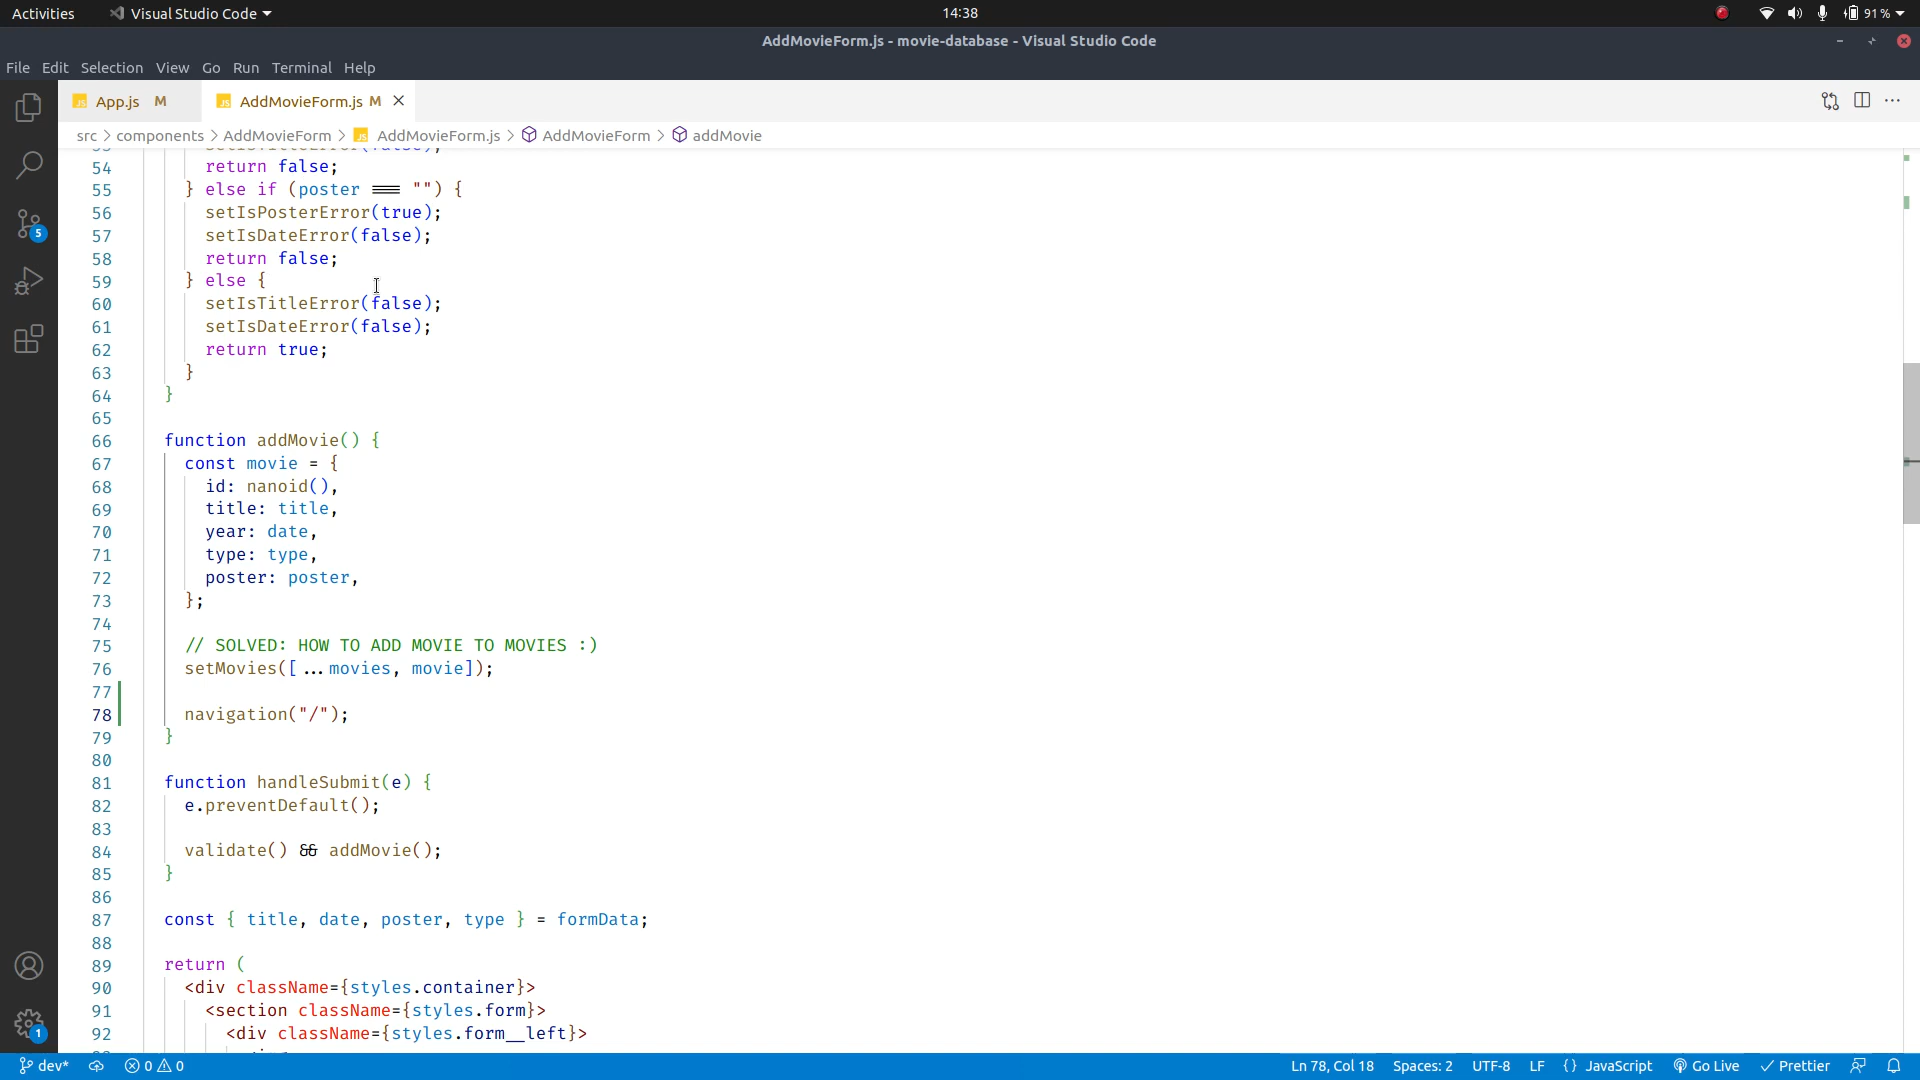 Activities Visual Studio Code 14:38 91 %
AddMovieForm.js - movie-database - Visual Studio Code
File Edit Selection View Go Run Terminal Help
JS App.js M JS AddMovieForm.js M
src > components > AddMovieForm > JS AddMovieForm.js > AddMovieForm > addMovie
54 return false;
55 } else if (poster === "") {
56 setIsPosterError(true);
57 setIsDateError(false);
58 return false;
59 } else {
60 setIsTitleError(false);
61 setIsDateError(false);
62 return true;
63 }
64 }
65
66 function addMovie() {
67 const movie = {
68 id: nanoid(),
69 title: title,
70 year: date,
71 type: type,
72 poster: poster,
73 };
74
75 // SOLVED: HOW TO ADD MOVIE TO MOVIES :)
76 setMovies([...movies, movie]);
77
78 navigation("/");
79 }
80
81 function handleSubmit(e) {
82 e.preventDefault();
83
84 validate() && addMovie();
85 }
86
87 const { title, date, poster, type } = formData;
88
89 return (
90 <div className={styles.container}>
91 <section className={styles.form}>
92 <div className={styles.form__left}>
5
1
dev* 0 0 Ln 78, Col 18 Spaces: 2 UTF-8 LF {} JavaScript Go Live Prettier